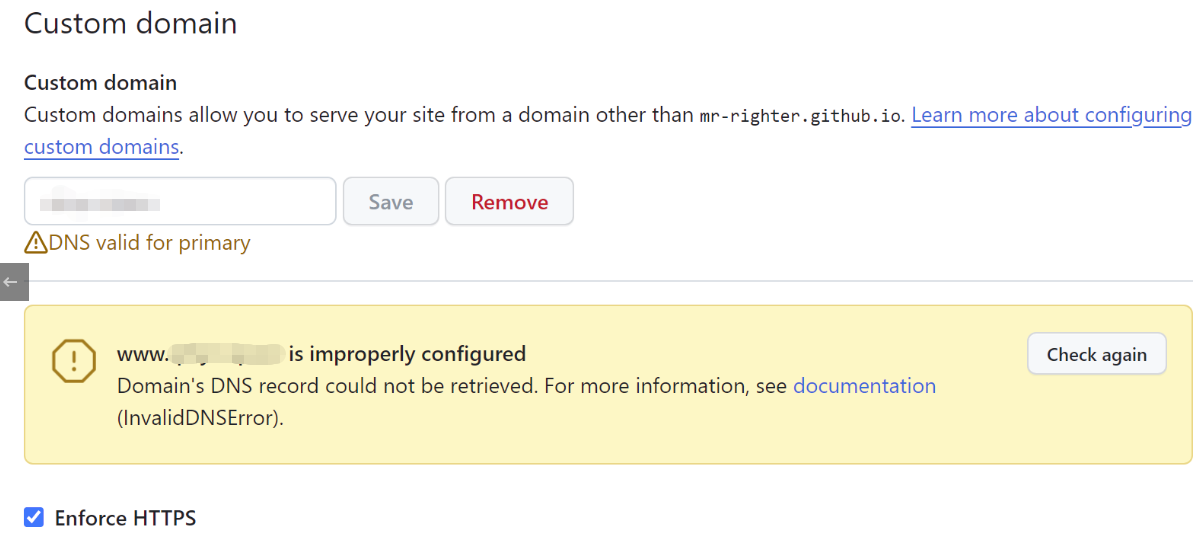 Custom domain
Custom domain
Custom domains allow you to serve your site from a domain other than mr-righter.github.io. Learn more about configuring
custom domains.
Save Remove
DNS valid for primary
www. is improperly configured
Check again
Domain's DNS record could not be retrieved. For more information, see documentation
(InvalidDNSError).
Enforce HTTPS